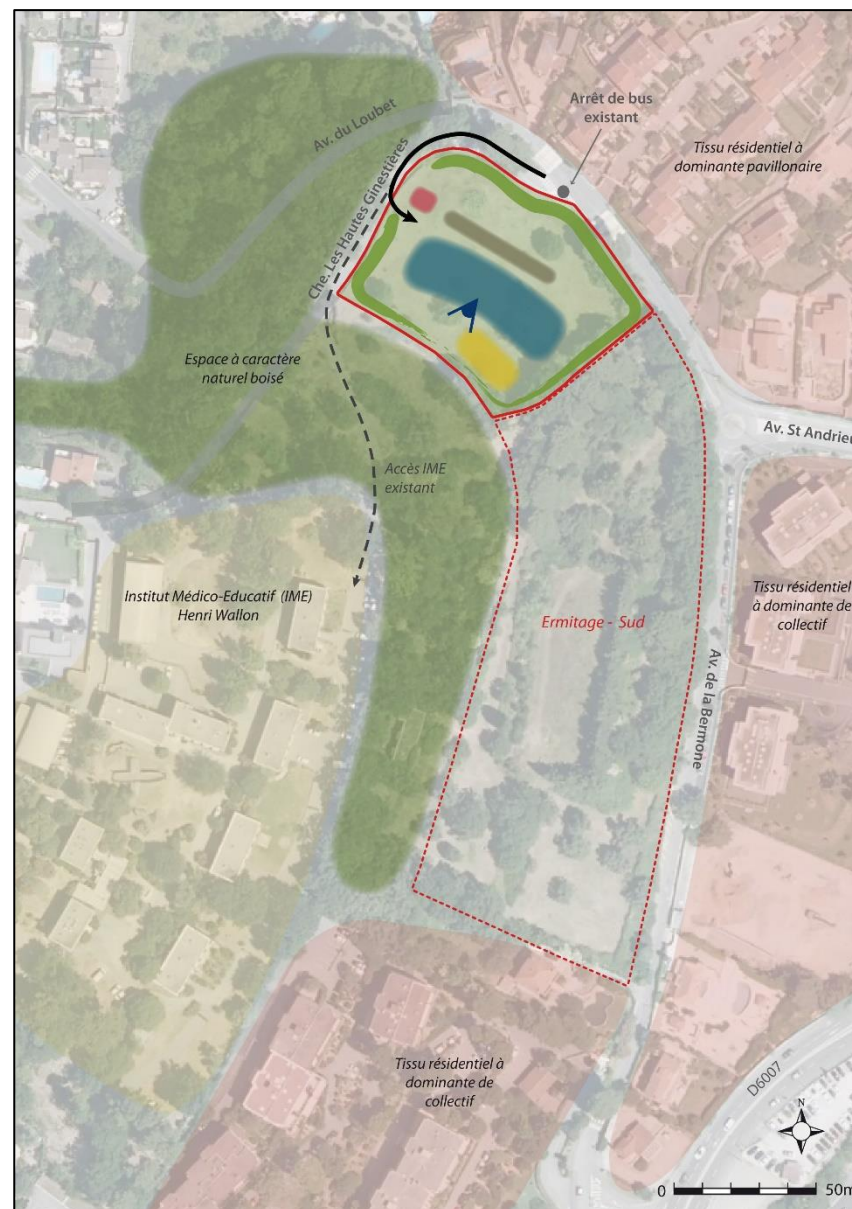 Arrêt de bus
existant
Av. du Loubet
Tissu résidentiel à
dominante pavillonaire
Che. Les Hautes Ginestières
Espace à caractère
naturel boisé
Av. St Andrieu
Accès IME
existant
Institut Médico-Educatif (IME)
Henri Wallon
Tissu résidentiel
à dominante de
collectif
Ermitage - Sud
Av. de la Bermone
Tissu résidentiel à
dominante de
collectif
D6007
N
0 50m